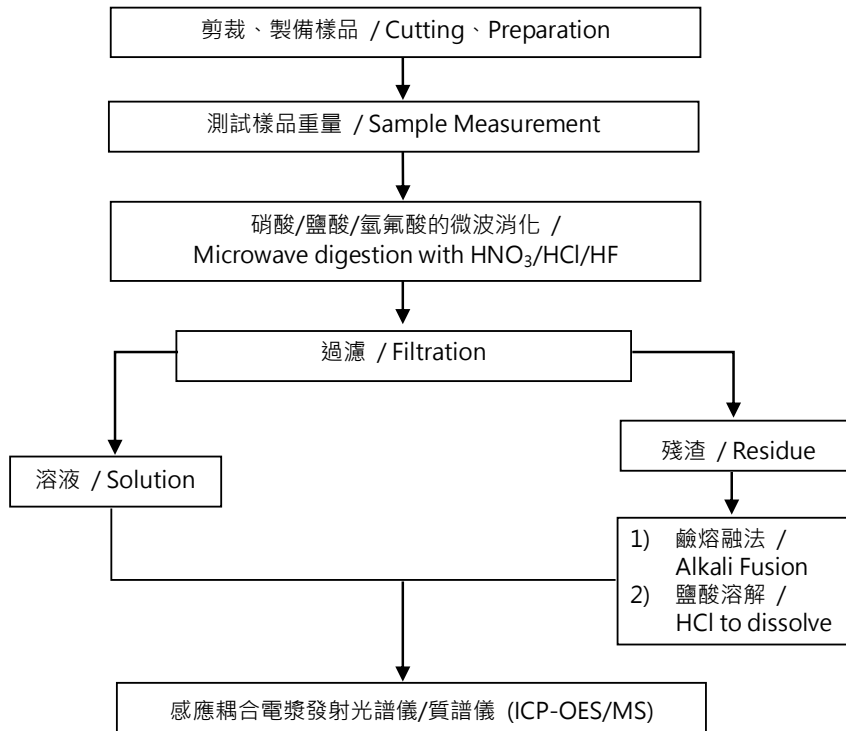 剪裁、製備樣品 / Cutting、Preparation
測試樣品重量 / Sample Measurement
硝酸/鹽酸/氫氟酸的微波消化 /
Microwave digestion with HNO₃/HCl/HF
過濾 / Filtration
溶液 / Solution
殘渣 / Residue
1) 鹼熔融法 /
Alkali Fusion
2) 鹽酸溶解 /
HCl to dissolve
感應耦合電漿發射光譜儀/質譜儀 (ICP-OES/MS)